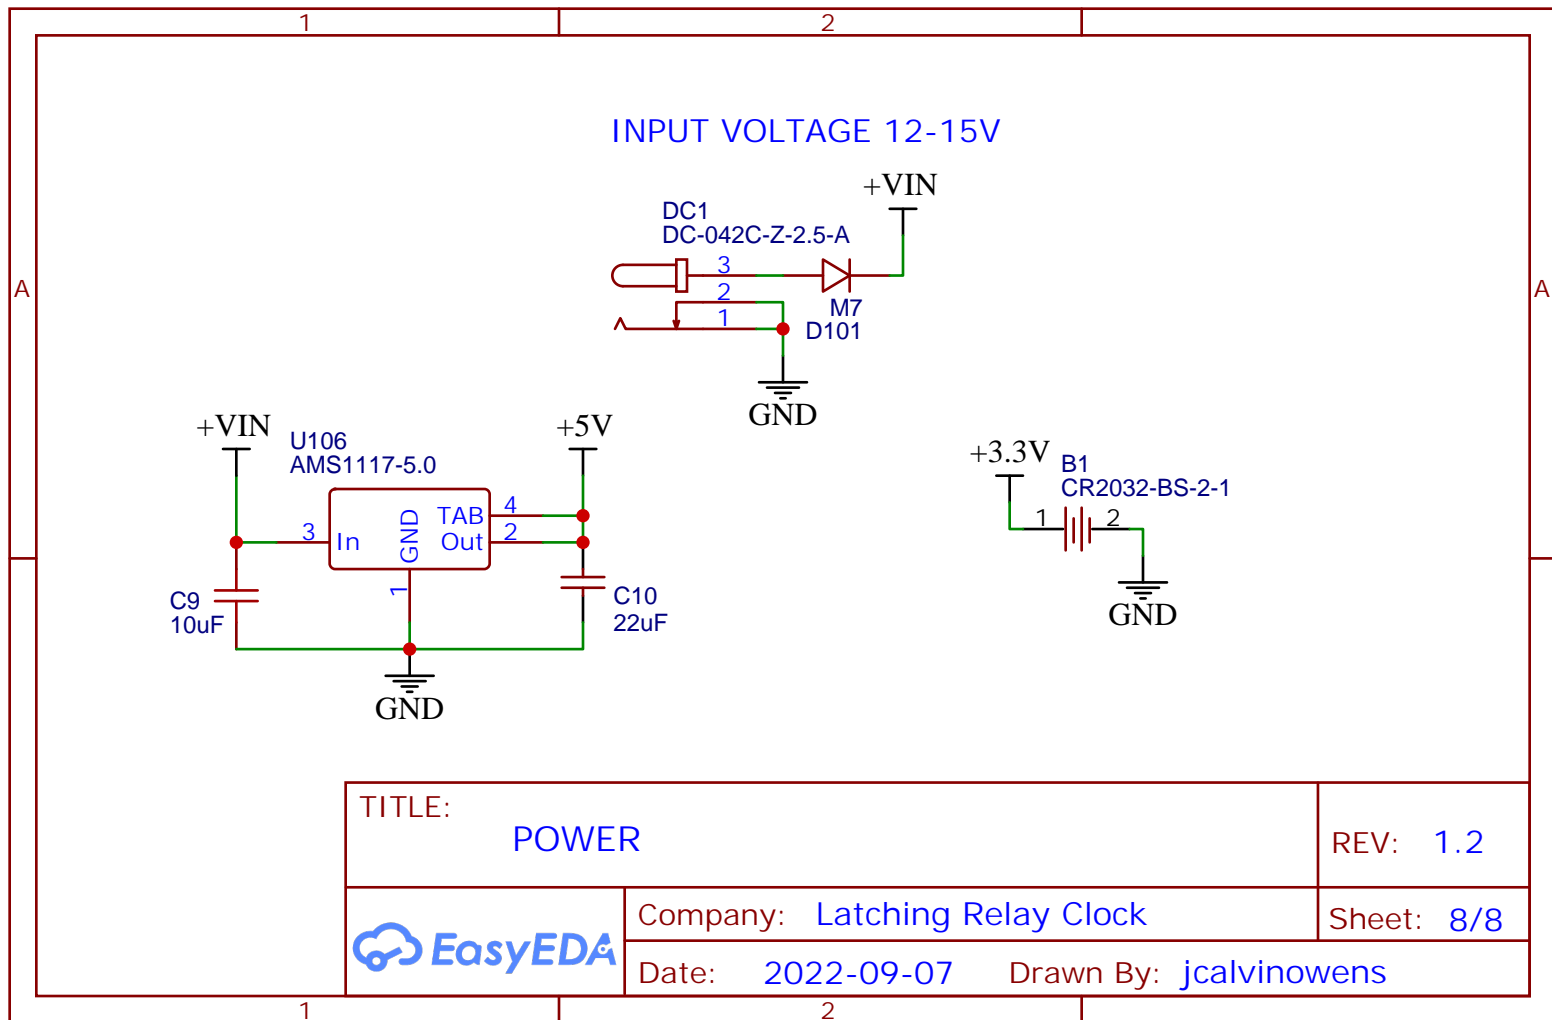 1 2
INPUT VOLTAGE 12-15V
+VIN
DC1
DC-042C-Z-2.5-A
3
2
1
M7
D101
GND
A
A
+VIN
U106
AMS1117-5.0
+5V
3
In
GND
TAB
4
Out
2
1
C9
10uF
C10
22uF
GND
+3.3V
B1
CR2032-BS-2-1
1
2
GND
TITLE:
POWER
REV: 1.2
EasyEDA
Company: Latching Relay Clock
Sheet: 8/8
Date: 2022-09-07 Drawn By: jcalvinowens
1 2